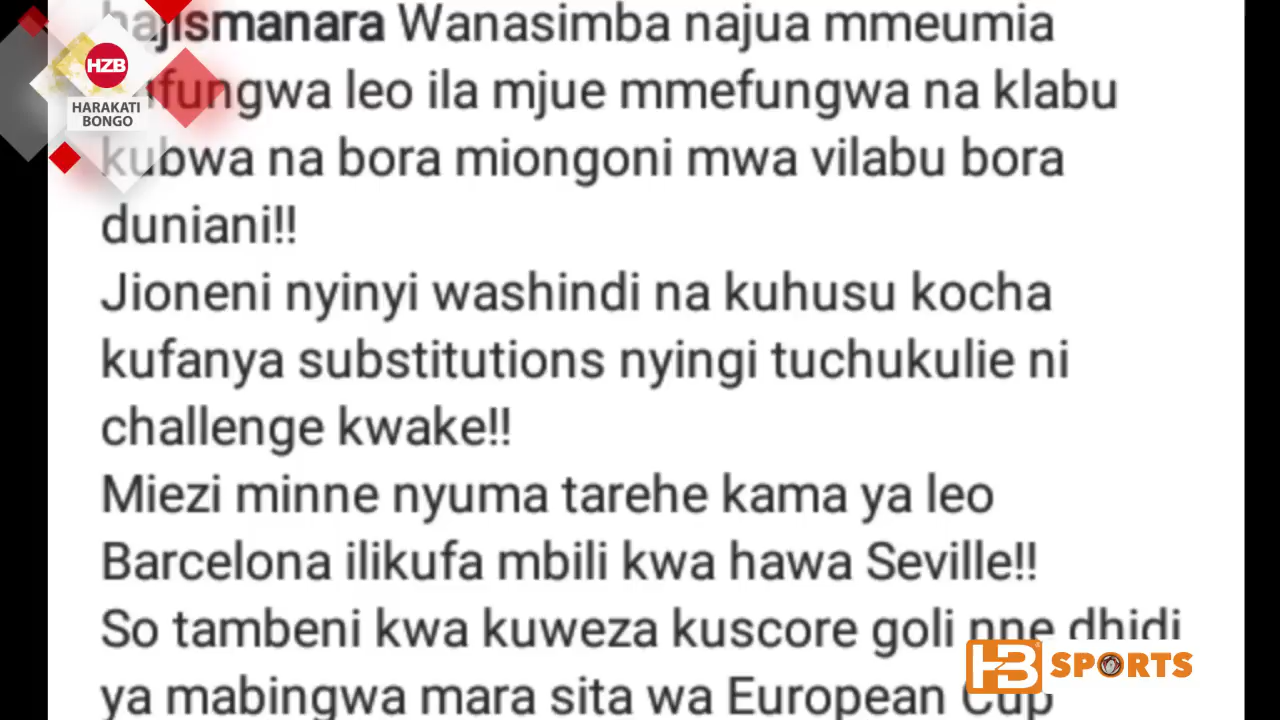 hajismanara Wanasimba najua mmeumia
kufungwa leo ila mjue mmefungwa na klabu
kubwa na bora miongoni mwa vilabu bora
duniani!!
Jioneni nyinyi washindi na kuhusu kocha
kufanya substitutions nyingi tuchukulie ni
challenge kwake!!
Miezi minne nyuma tarehe kama ya leo
Barcelona ilikufa mbili kwa hawa Seville!!
So tambeni kwa kuweza kuscore goli nne dhidi
ya mabingwa mara sita wa European Cup
HZB
HARAKATI
BONGO
HB SPORTS